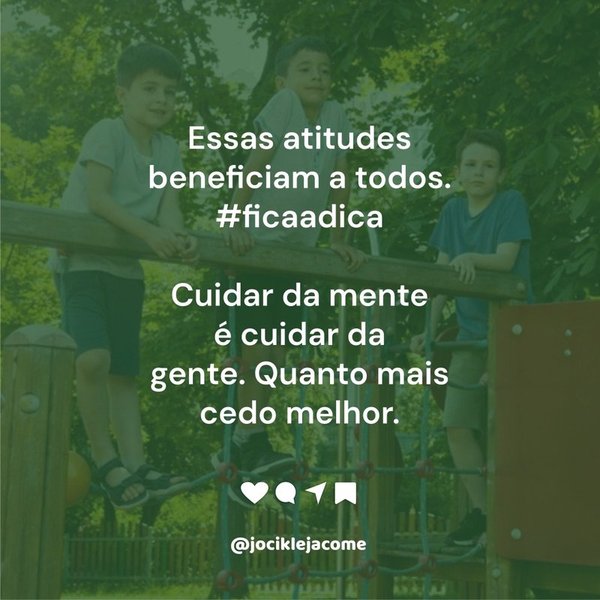 Essas atitudes
beneficiam a todos.
#ficaadica
Cuidar da mente
é cuidar da
gente. Quanto mais
cedo melhor.
@jociklejacome